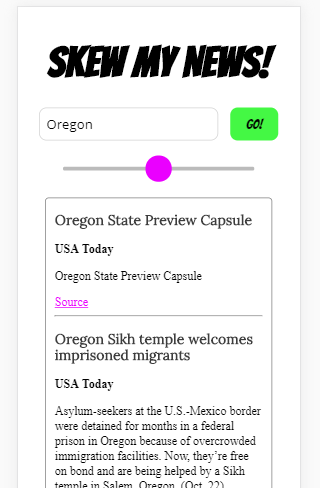 SKEW MY NEWS!
Oregon
GO!
Oregon State Preview Capsule
USA Today
Oregon State Preview Capsule
Source
Oregon Sikh temple welcomes
imprisoned migrants
USA Today
Asylum-seekers at the U.S.-Mexico border
were detained for months in a federal
prison in Oregon because of overcrowded
immigration facilities. Now, they're free
on bond and are being helped by a Sikh
temple in Salem, Oregon. (Oct. 22)